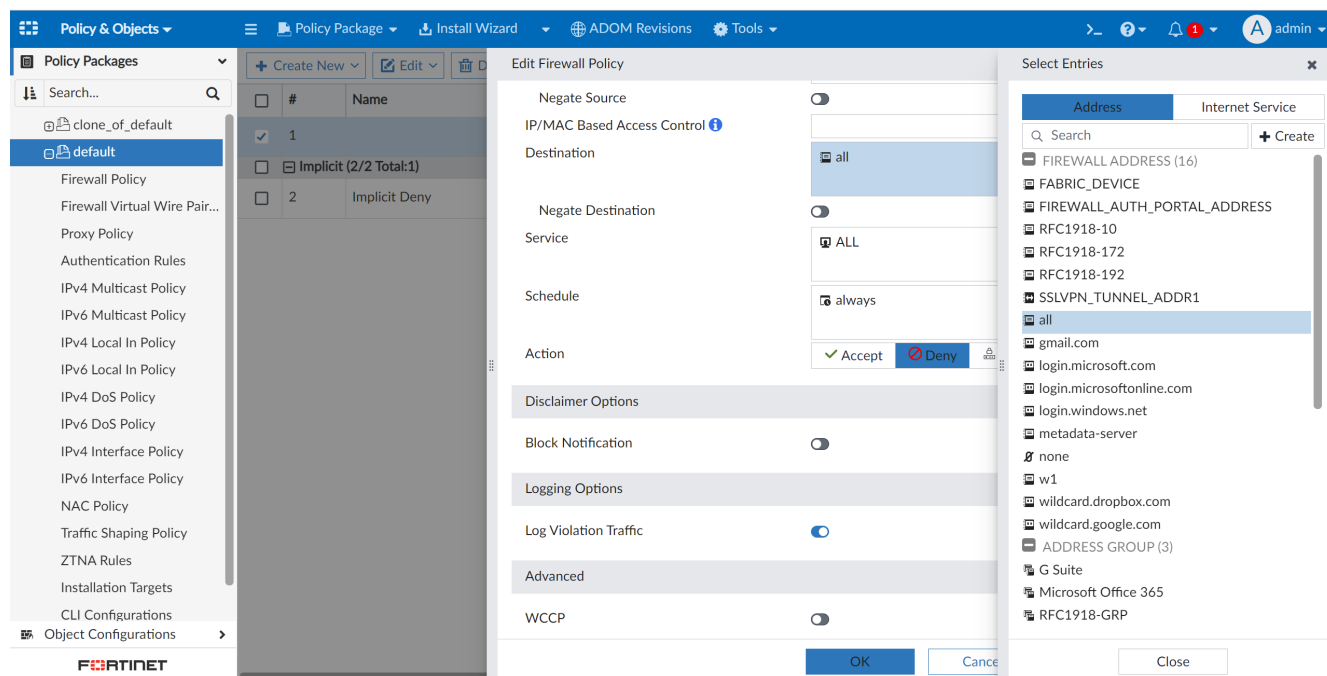 Policy & Objects
Policy Package
Install Wizard
ADOM Revisions
Tools
>_
?
1
A
admin
Policy Packages
Search...
clone_of_default
default
Firewall Policy
Firewall Virtual Wire Pair...
Proxy Policy
Authentication Rules
IPv4 Multicast Policy
IPv6 Multicast Policy
IPv4 Local In Policy
IPv6 Local In Policy
IPv4 DoS Policy
IPv6 DoS Policy
IPv4 Interface Policy
IPv6 Interface Policy
NAC Policy
Traffic Shaping Policy
ZTNA Rules
Installation Targets
CLI Configurations
Object Configurations
FORTINET
+ Create New
Edit
D
# Name
1
Implicit (2/2 Total:1)
2 Implicit Deny
Edit Firewall Policy
Negate Source
IP/MAC Based Access Control
Destination
all
Negate Destination
Service
ALL
Schedule
always
Action
Accept
Deny
Disclaimer Options
Block Notification
Logging Options
Log Violation Traffic
Advanced
WCCP
OK
Cance
Select Entries
Address
Internet Service
Search
+ Create
FIREWALL ADDRESS (16)
FABRIC_DEVICE
FIREWALL_AUTH_PORTAL_ADDRESS
RFC1918-10
RFC1918-172
RFC1918-192
SSLVPN_TUNNEL_ADDR1
all
gmail.com
login.microsoft.com
login.microsoftonline.com
login.windows.net
metadata-server
none
w1
wildcard.dropbox.com
wildcard.google.com
ADDRESS GROUP (3)
G Suite
Microsoft Office 365
RFC1918-GRP
Close